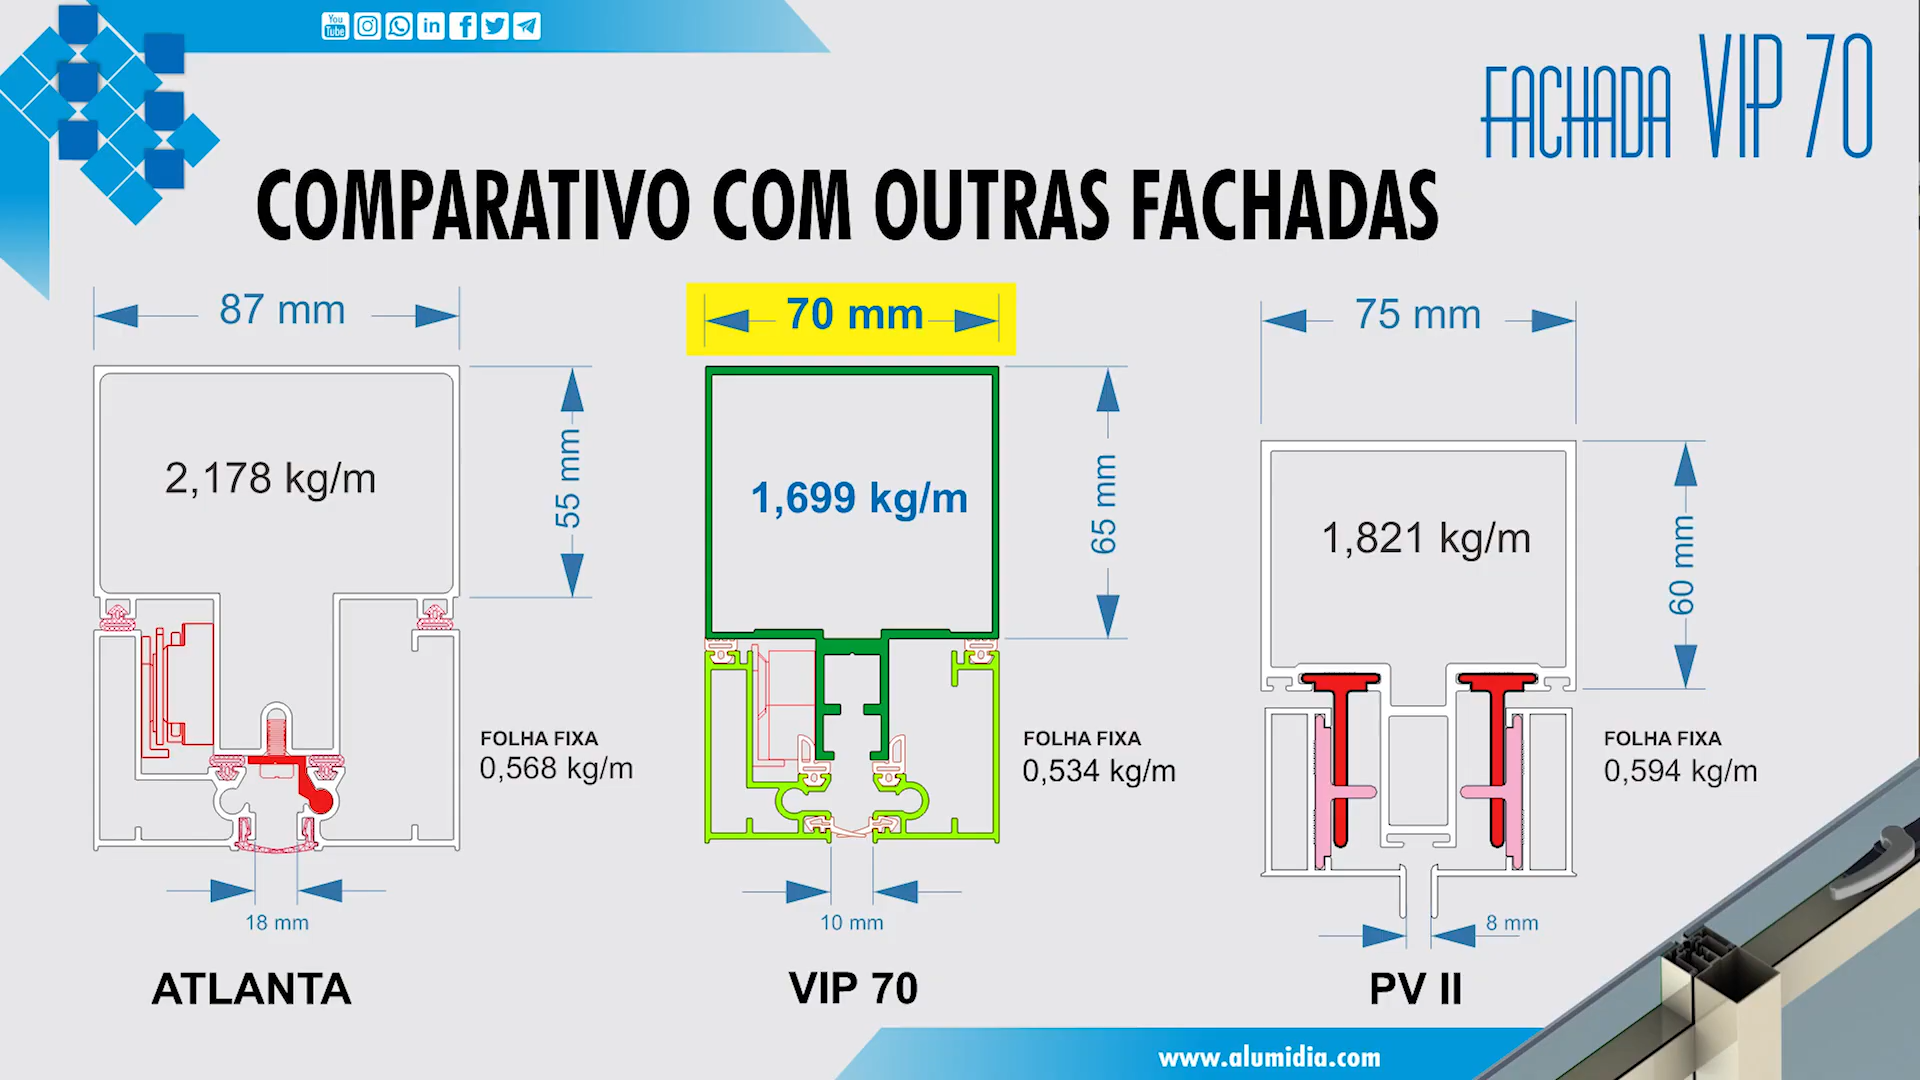 You
Tube
FACHADA VIP 70
COMPARATIVO COM OUTRAS FACHADAS
87 mm
70 mm
75 mm
2,178 kg/m
55 mm
1,699 kg/m
65 mm
1,821 kg/m
60 mm
FOLHA FIXA
0,568 kg/m
FOLHA FIXA
0,534 kg/m
FOLHA FIXA
0,594 kg/m
18 mm
10 mm
8 mm
ATLANTA
VIP 70
PV II
www.alumidia.com